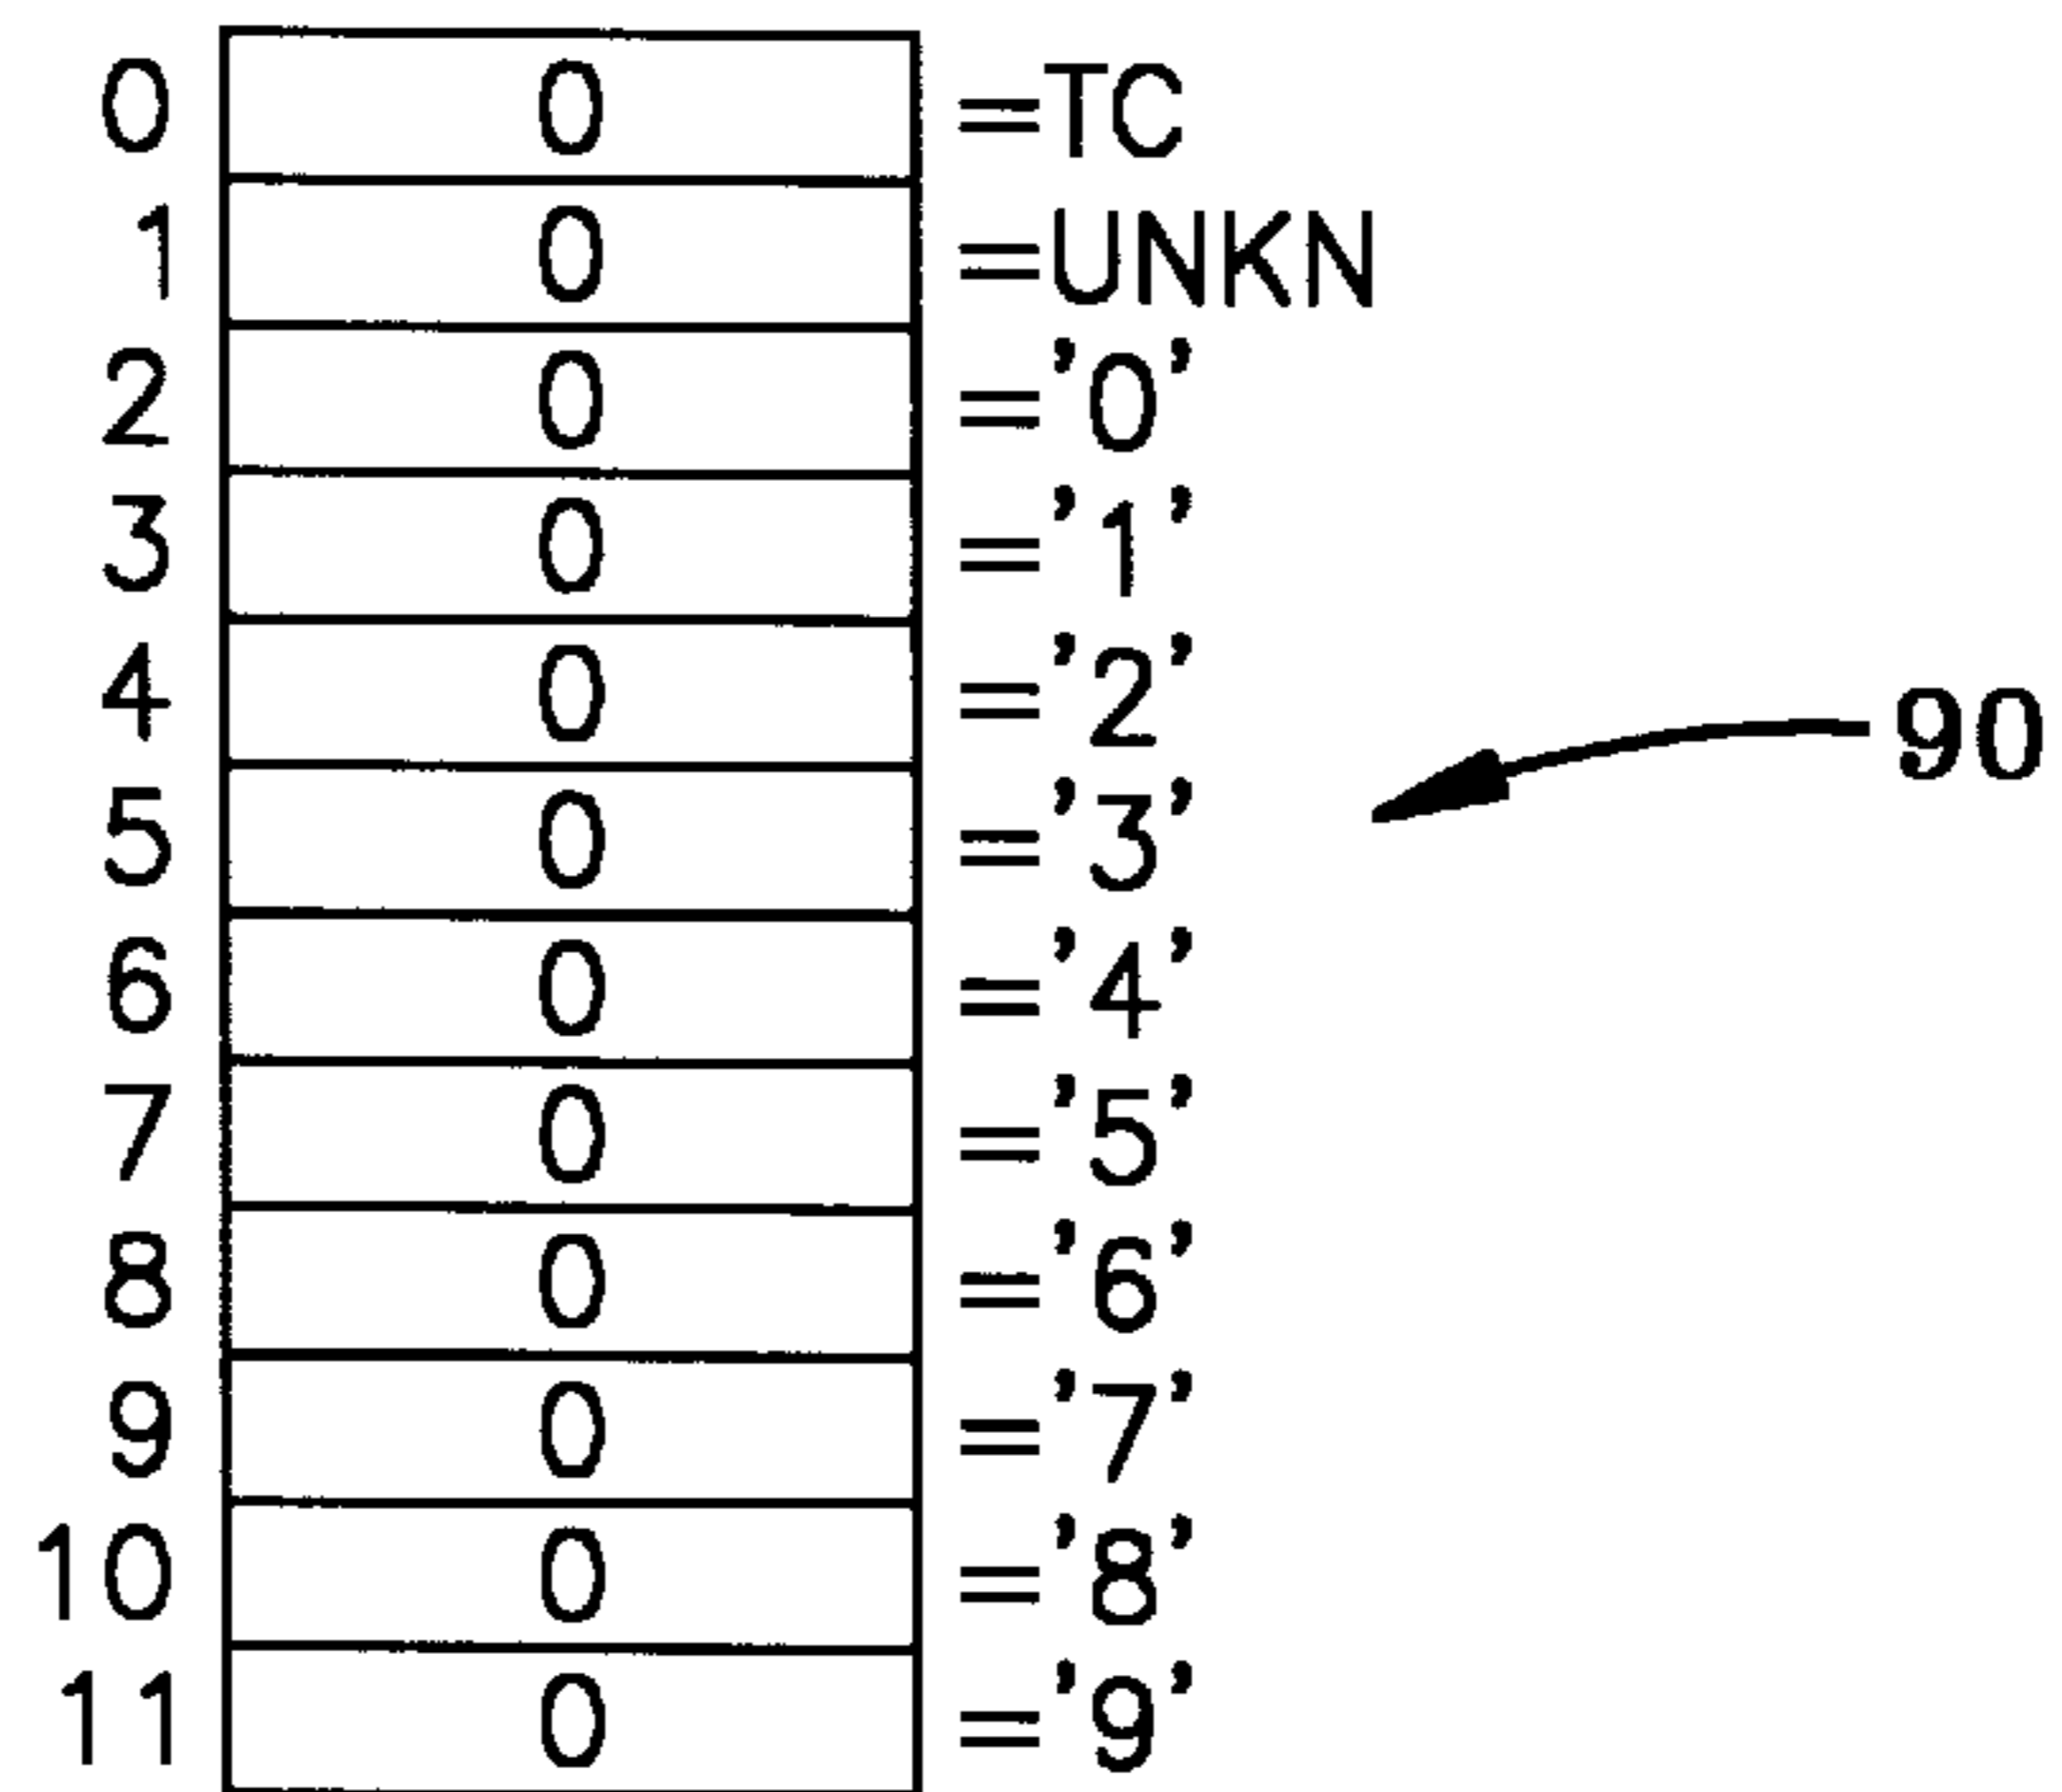 0 0 =TC
1 0 =UNKN
2 0 =’0’
3 0 =’1’
4 0 =’2’
90
5 0 =’3’
6 0 =’4’
7 0 =’5’
8 0 =’6’
9 0 =’7’
10 0 =’8’
11 0 =’9’